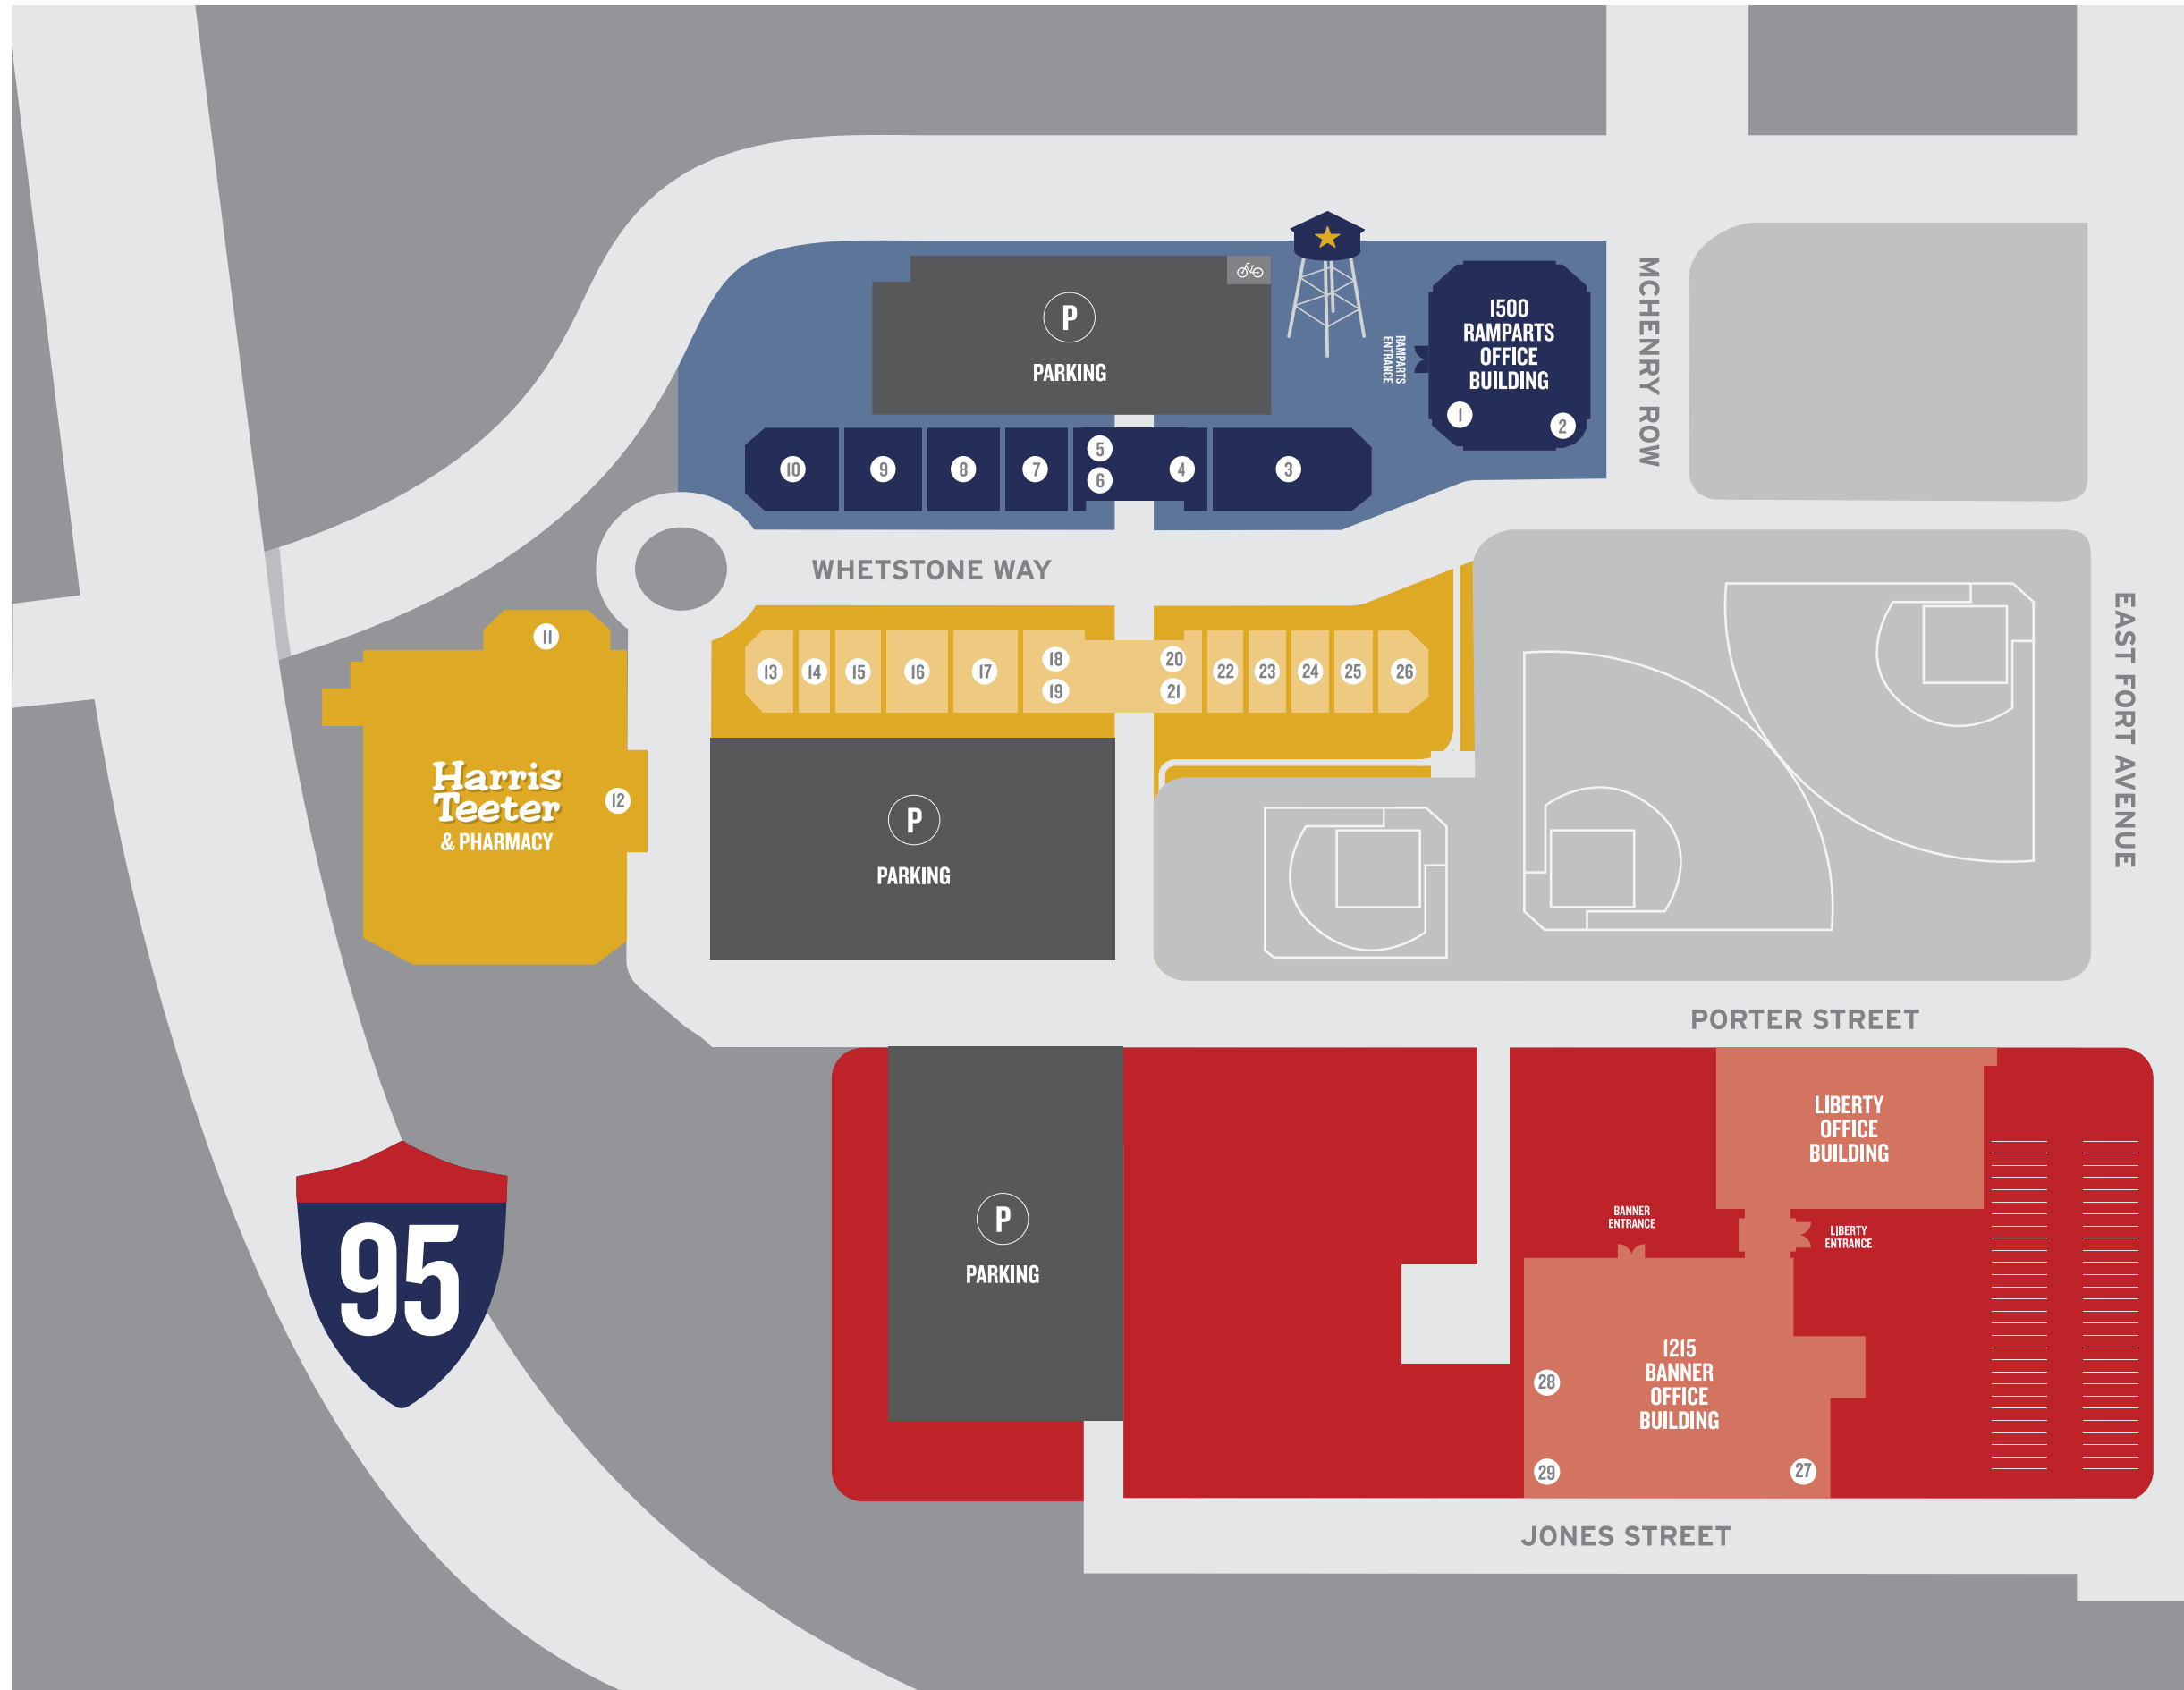 1500
RAMPARTS
OFFICE
BUILDING
RAMPARTS
ENTRANCE
1
2
P
PARKING
MCHENRY ROW
10
9
8
7
5
6
4
3
WHETSTONE WAY
EAST FORT AVENUE
11
13
14
15
16
17
18
19
20
21
22
23
24
25
26
Harris
Teeter
& PHARMACY
12
P
PARKING
PORTER STREET
LIBERTY
OFFICE
BUILDING
P
PARKING
BANNER
ENTRANCE
LIBERTY
ENTRANCE
95
1215
BANNER
OFFICE
BUILDING
28
29
27
JONES STREET